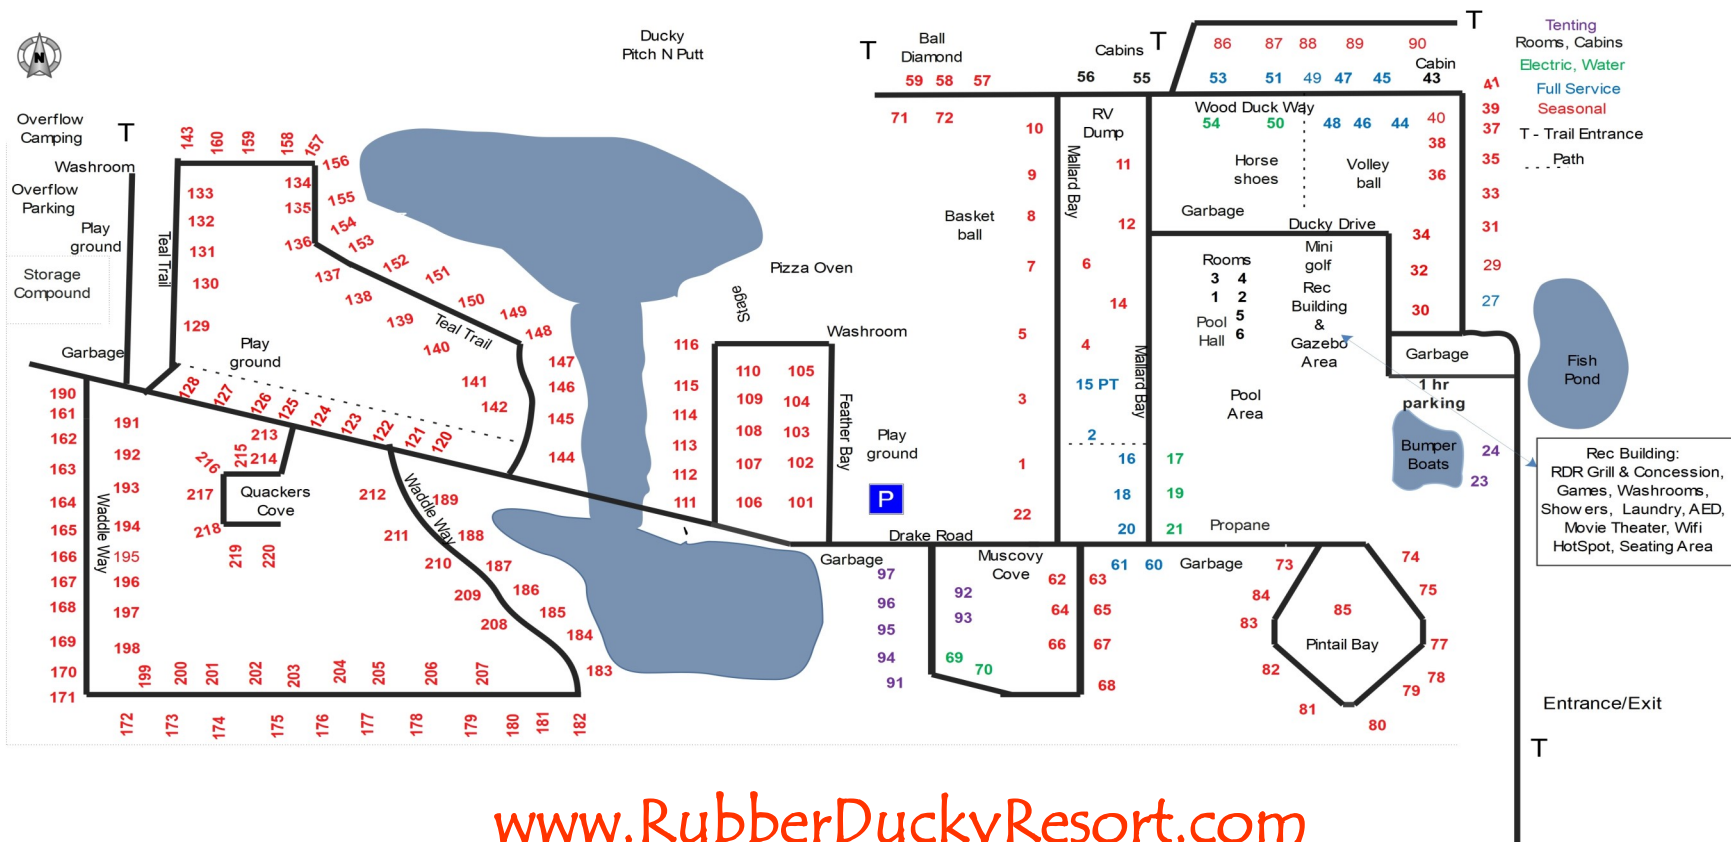 N
Ducky
Pitch N Putt
T
Ball
Diamond
59 58 57
Cabins
T
56 55
T
86 87 88 89 90
Cabin
53 51 49 47 45 43
Tenting
Rooms, Cabins
Electric, Water
Full Service
Seasonal
T - Trail Entrance
Path
41
39
37
35
33
31
29
27
Overflow
Camping
T
Washroom
Overflow
Parking
Play
ground
Storage
Compound
Garbage
143 160 159 158 157
156
155
154
153
152
151
150
149
148
147
146
145
144
133
132
131
130
129
Teal Trail
134
135
136
137
138
139
140
141
142
Teal Trail
Play
ground
128 127 126 125 124 123 122 121 120
190
161
162
163
164
165
166
167
168
169
170
171
191
192
193
194
195
196
197
198
Waddle Way
213
214
215
216
217
218
219 220
Quackers
Cove
212
211
210
209
208
Waddle Way
189
188
187
186
185
184
183
199 200 201 202 203 204 205 206 207
172 173 174 175 176 177 178 179 180 181 182
Pizza Oven
Stage
Washroom
116
115
114
113
112
111
110 105
109 104
108 103
107 102
106 101
Feather Bay
71 72
Basket
ball
Play
ground
P
Drake Road
10
9
8
7
5
3
1
22
RV
Dump
Mallard Bay
11
12
6
14
4
15 PT
2
Mallard Bay
16
18
20
17
19
21
Wood Duck Way
54 50 48 46 44 40
38
36
Horse
shoes
Volley
ball
Garbage
Ducky Drive
34
32
30
Rooms
3 4
1 2
5
6
Pool
Hall
Mini
golf
Rec
Building
&
Gazebo
Area
Pool
Area
Garbage
1 hr
parking
Fish
Pond
Bumper
Boats
24
23
Rec Building:
RDR Grill & Concession,
Games, Washrooms,
Showers, Laundry, AED,
Movie Theater, Wifi
HotSpot, Seating Area
Propane
Garbage
97
96
95
94
91
Muscovy
Cove
92
93
69
70
62 63
64 65
66 67
68
61 60
Garbage
73
74
75
84
83
85
Pintail Bay
77
78
79
82
81
80
Entrance/Exit
T
www.RubberDuckyResort.com